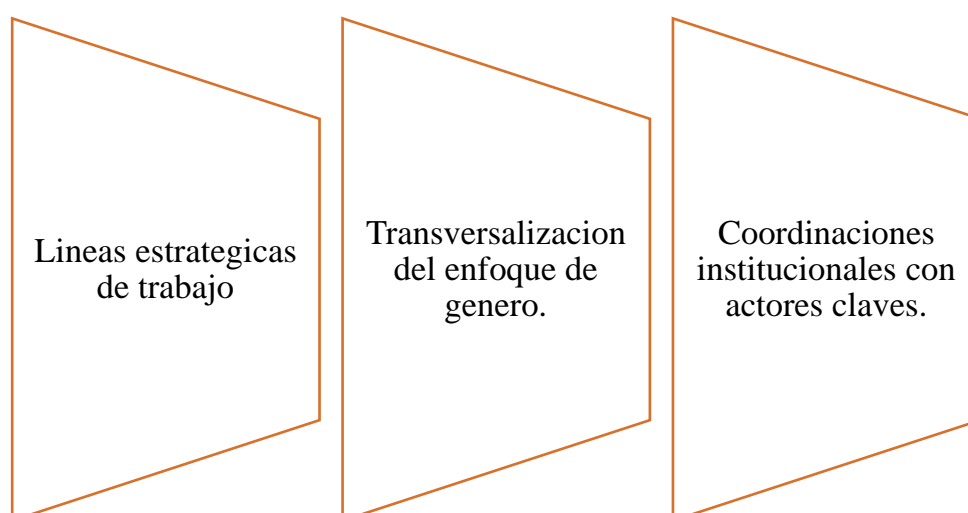 Lineas estrategicas
de trabajo
Transversalizacion
del enfoque de
genero.
Coordinaciones
institucionales con
actores claves.